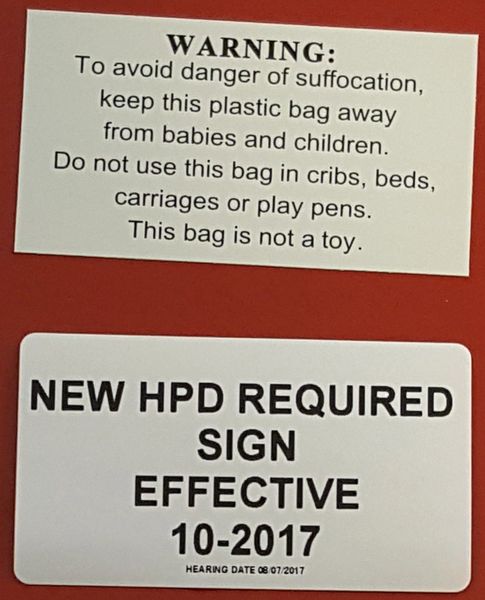 WARNING:
To avoid danger of suffocation,
keep this plastic bag away
from babies and children.
Do not use this bag in cribs, beds,
carriages or play pens.
This bag is not a toy.
NEW HPD REQUIRED
SIGN
EFFECTIVE
10-2017
HEARING DATE 08/07/2017